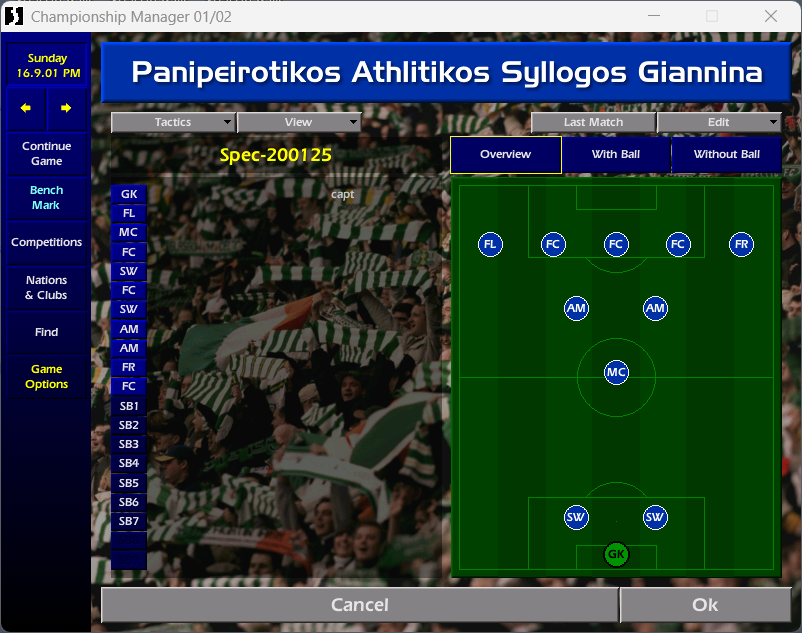 Championship Manager 01/02
Sunday
16.9.01 PM
Panipeirotikos Athlitikos Syllogos Giannina
Continue
Game
Bench
Mark
Competitions
Nations
& Clubs
Find
Game
Options
Tactics
View
Last Match
Edit
Spec-200125
Overview
With Ball
Without Ball
GK
capt
FL
MC
FC
SW
FC
SW
AM
AM
FR
FC
SB1
SB2
SB3
SB4
SB5
SB6
SB7
FL
FC
FC
FC
FR
AM
AM
MC
SW
SW
GK
Cancel
Ok